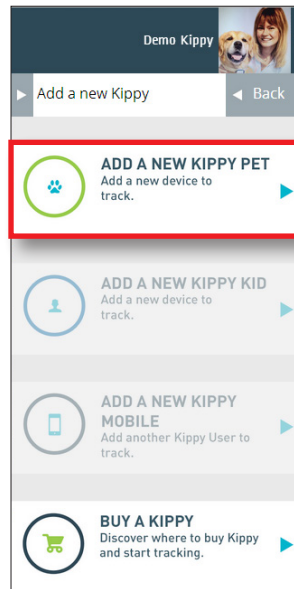 Demo Kippy
Add a new Kippy
Back
ADD A NEW KIPPY PET
Add a new device to
track.
ADD A NEW KIPPY KID
Add a new device to
track.
ADD A NEW KIPPY
MOBILE
Add another Kippy User to
track.
BUY A KIPPY
Discover where to buy Kippy
and start tracking.